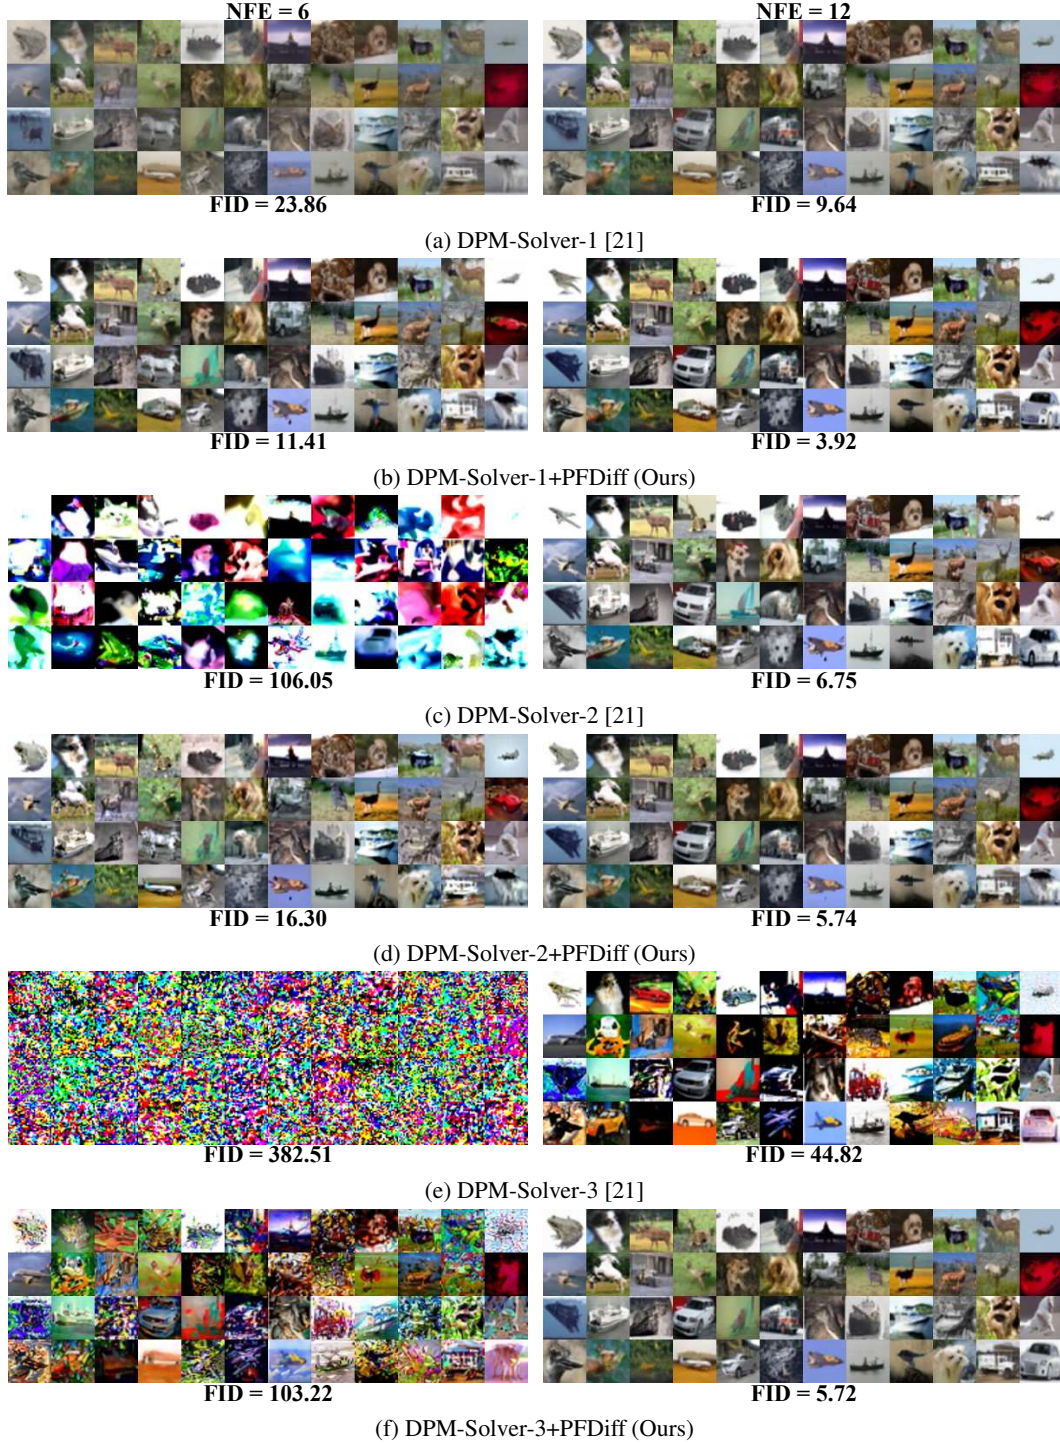 NFE = 6
NFE = 12
FID = 23.86
FID = 9.64
(a) DPM-Solver-1 [21]
FID = 11.41
FID = 3.92
(b) DPM-Solver-1+PFDiff (Ours)
FID = 106.05
FID = 6.75
(c) DPM-Solver-2 [21]
FID = 16.30
FID = 5.74
(d) DPM-Solver-2+PFDiff (Ours)
FID = 382.51
FID = 44.82
(e) DPM-Solver-3 [21]
FID = 103.22
FID = 5.72
(f) DPM-Solver-3+PFDiff (Ours)